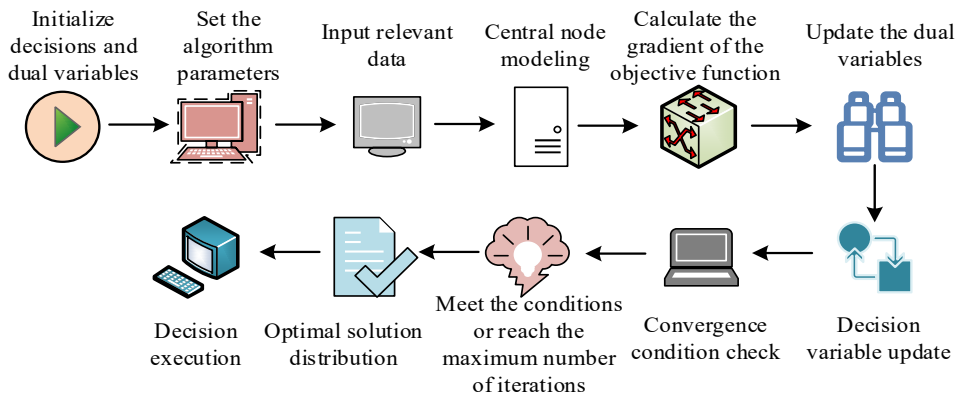 Initialize
decisions and
dual variables
Set the
algorithm
parameters
Input relevant
data
Central node
modeling
Calculate the
gradient of the
objective function
Update the dual
variables
Decision
execution
Optimal solution
distribution
Meet the conditions
or reach the
maximum number
of iterations
Convergence
condition check
Decision
variable update